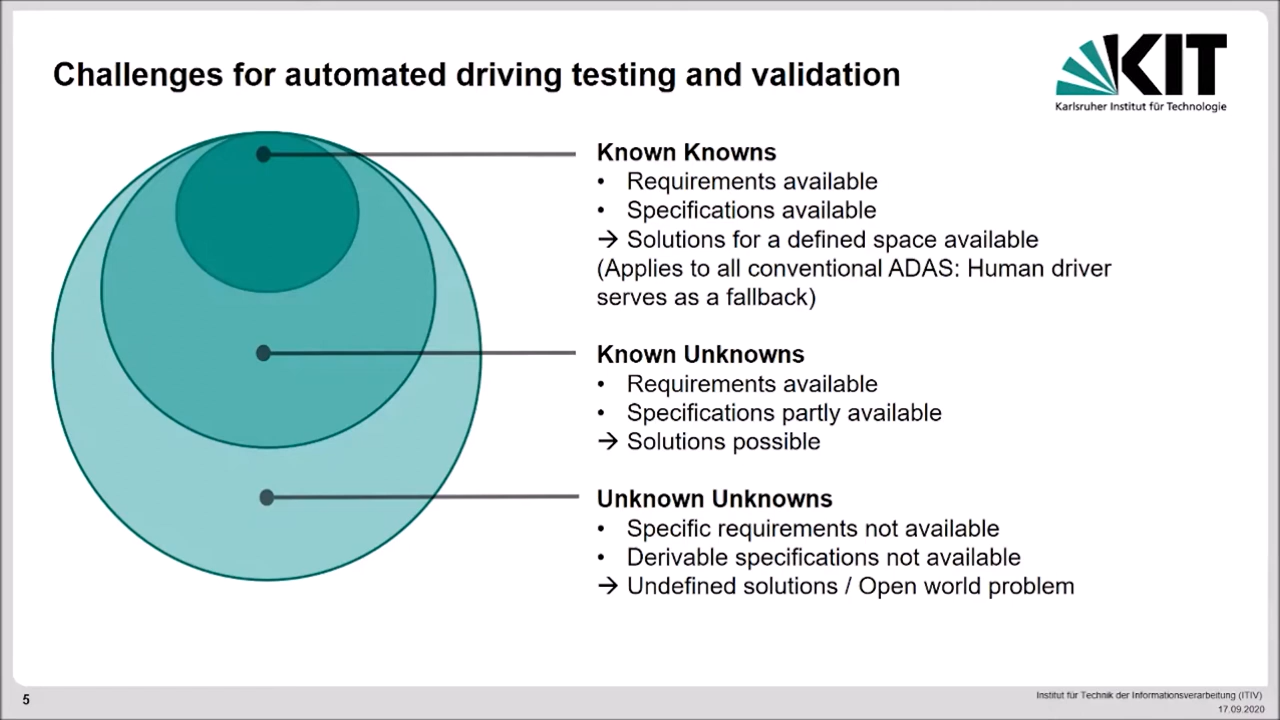 Challenges for automated driving testing and validation
KIT
Karlsruher Institut für Technologie
Known Knowns
• Requirements available
• Specifications available
→ Solutions for a defined space available
(Applies to all conventional ADAS: Human driver
serves as a fallback)
Known Unknowns
• Requirements available
• Specifications partly available
→ Solutions possible
Unknown Unknowns
• Specific requirements not available
• Derivable specifications not available
→ Undefined solutions / Open world problem
5
Institut für Technik der Informationsverarbeitung (ITIV)
17.09.2020